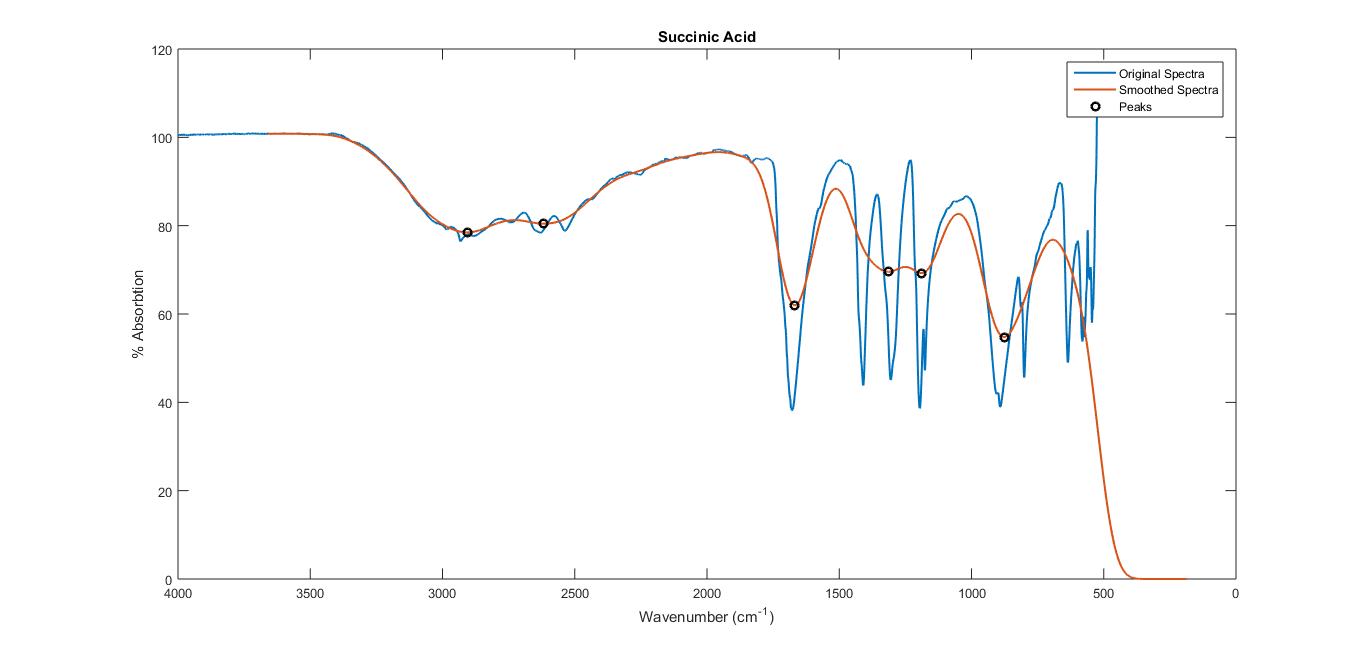 Succinic Acid
120
100
80
60
40
20
0
% Absorbtion
Original Spectra
Smoothed Spectra
Peaks
4000 3500 3000 2500 2000 1500 1000 500 0
Wavenumber (cm-1)